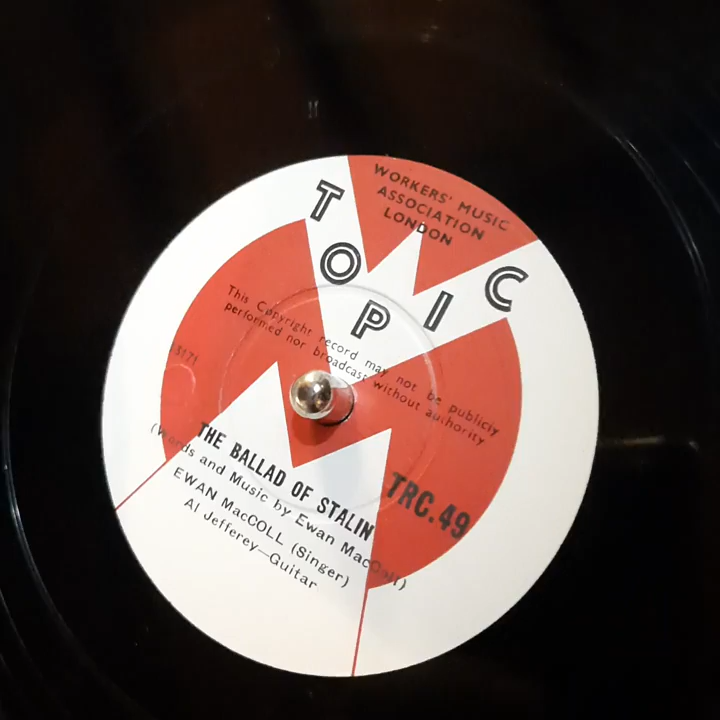 WORKERS' MUSIC
ASSOCIATION
LONDON
TOPIC
This Copyright record may not be publicly
performed nor broadcast without authority
THE BALLAD OF STALIN
(Words and Music by Ewan MacColl)
EWAN MacCOLL (Singer)
Al Jefferey—Guitar
TRC.49